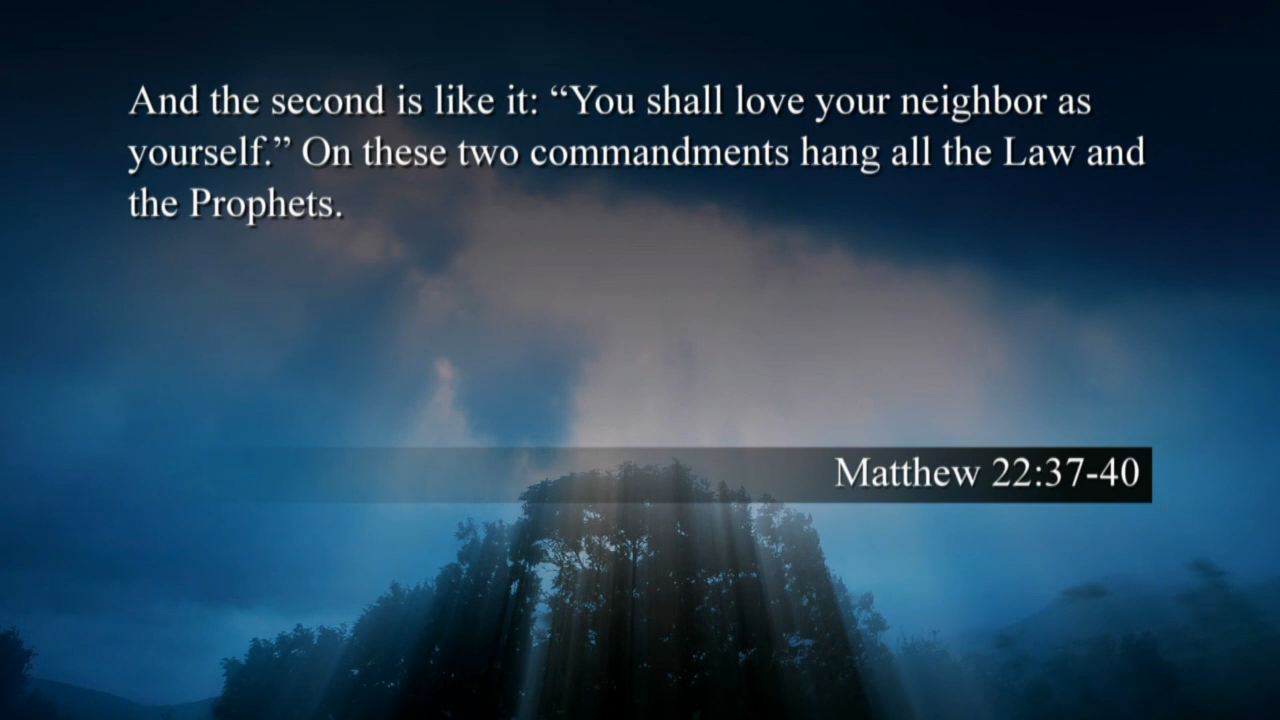 And the second is like it: “You shall love your neighbor as
yourself.” On these two commandments hang all the Law and
the Prophets.
Matthew 22:37-40